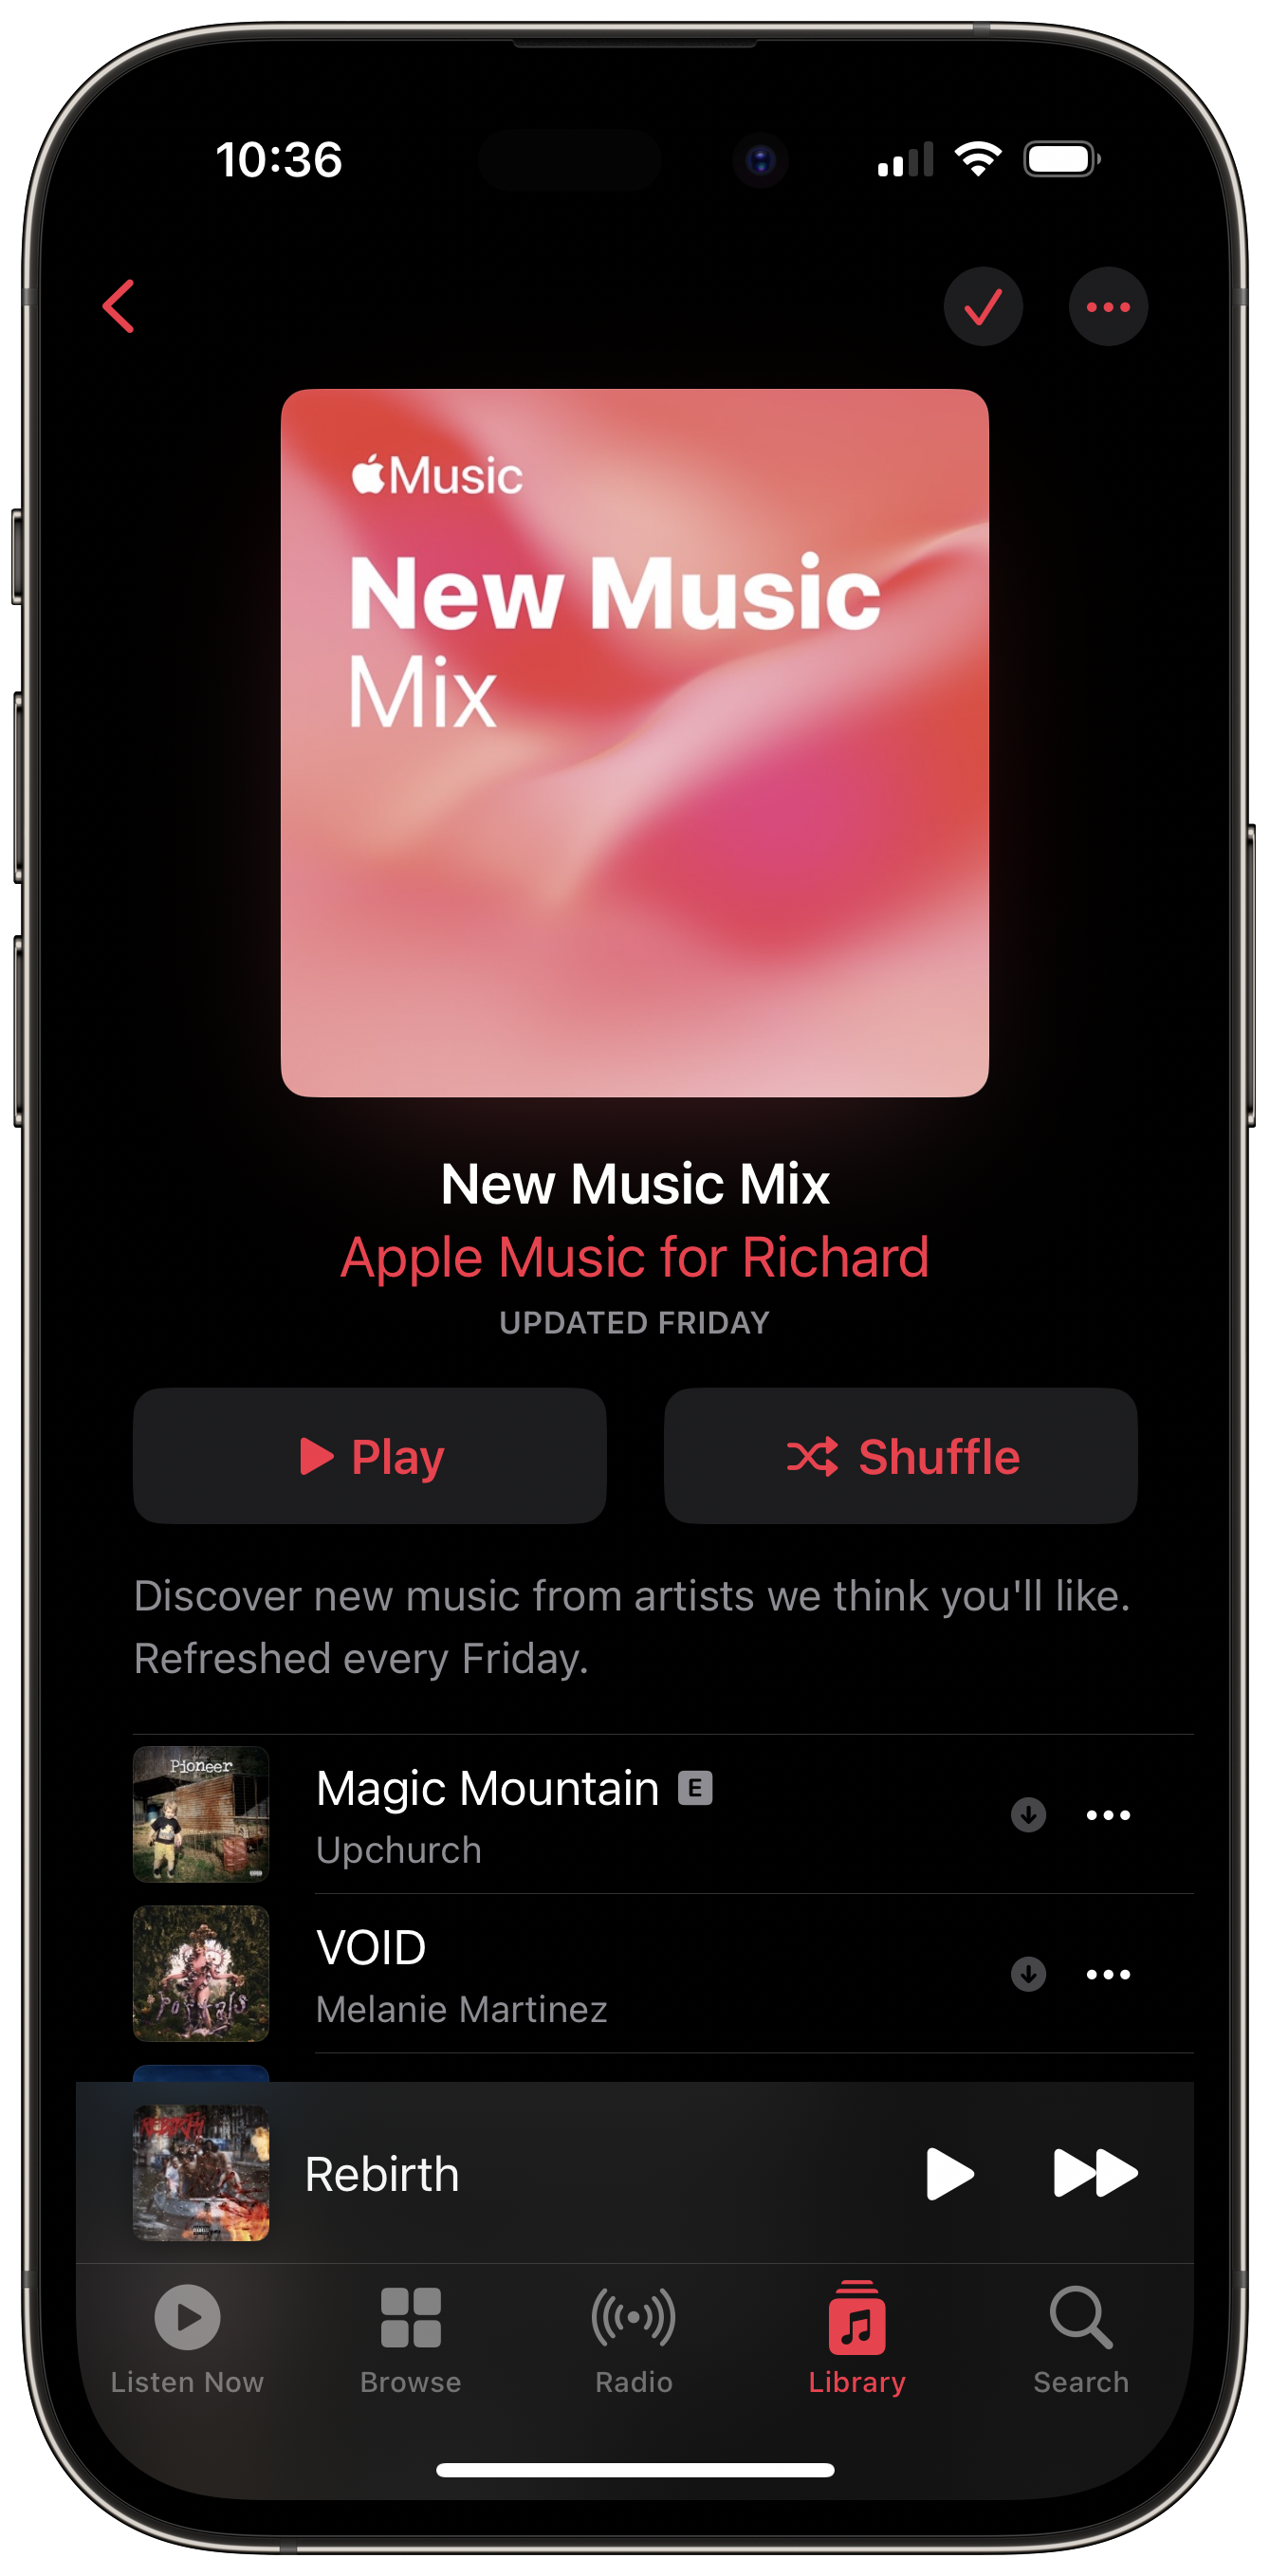 10:36
Music
New Music
Mix
New Music Mix
Apple Music for Richard
UPDATED FRIDAY
Play
Shuffle
Discover new music from artists we think you'll like.
Refreshed every Friday.
Pioneer
Magic Mountain E
Upchurch
VOID
Melanie Martinez
Portals
REBIRTH
Rebirth
Listen Now
Browse
Radio
Library
Search